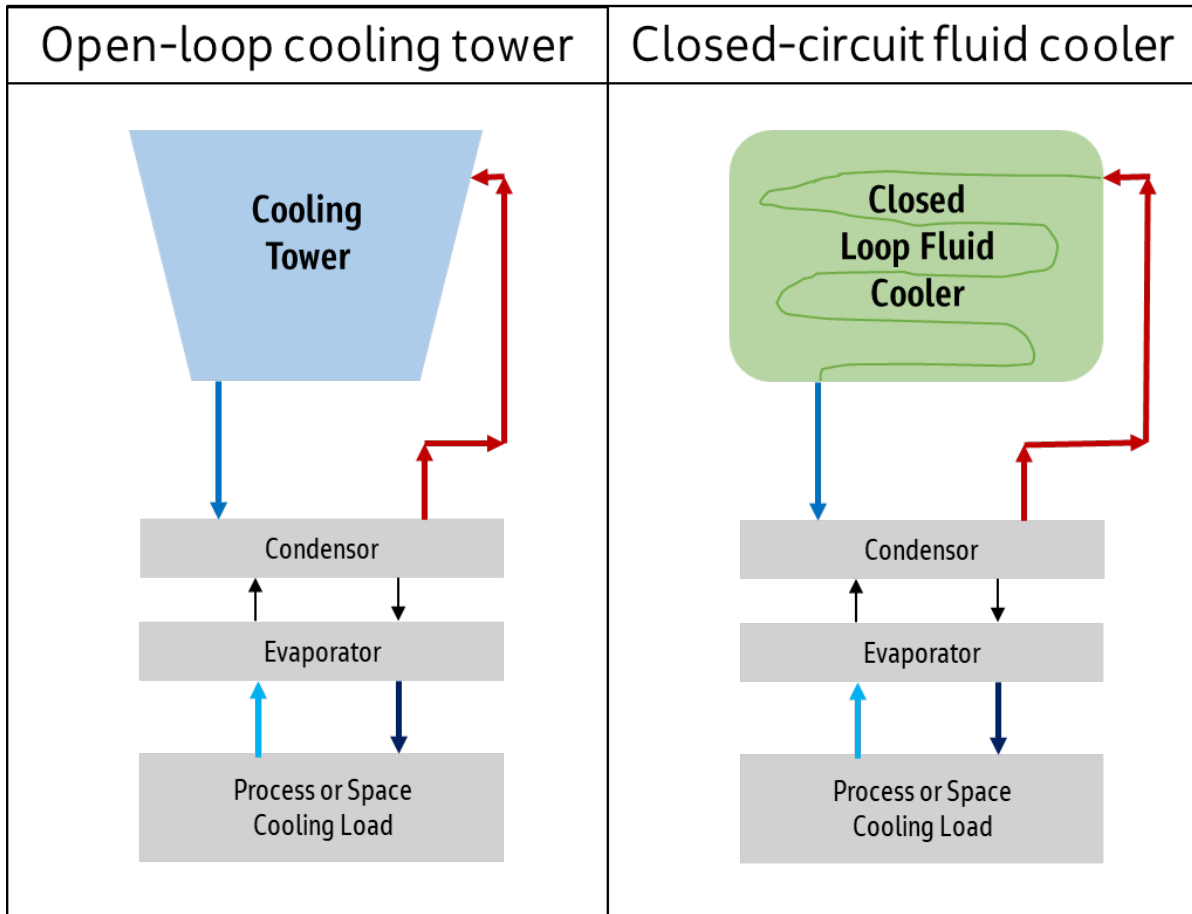 Open-loop cooling tower
Closed-circuit fluid cooler
Cooling
Tower
Condensor
Evaporator
Process or Space
Cooling Load
Closed
Loop Fluid
Cooler
Condensor
Evaporator
Process or Space
Cooling Load